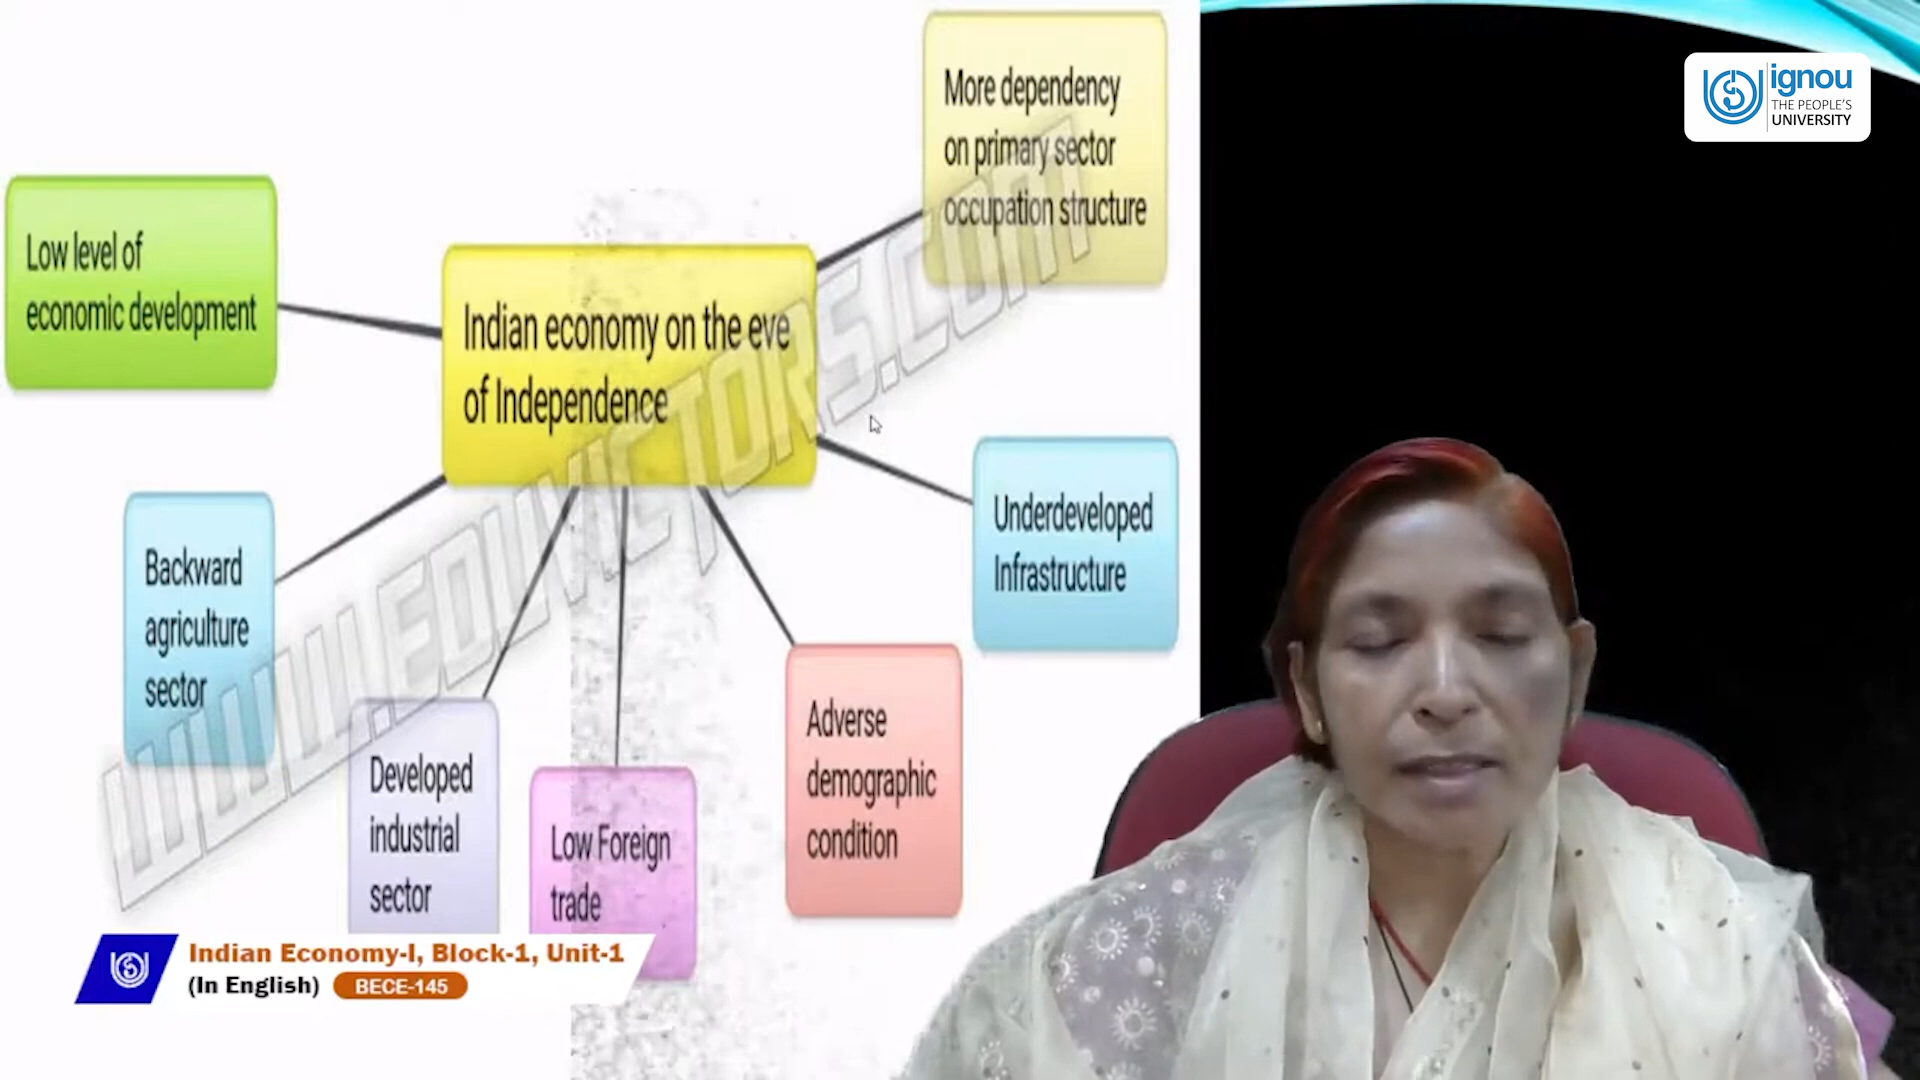 More dependency
on primary sector
occupation structure
ignou
THE PEOPLE'S
UNIVERSITY
Low level of
economic development
Indian economy on the eve
of Independence
Underdeveloped
Infrastructure
Backward
agriculture
sector
Developed
industrial
sector
Low Foreign
trade
Adverse
demographic
condition
WWW.EDUVICTORS.COM
Indian Economy-I, Block-1, Unit-1
(In English) BECE-145